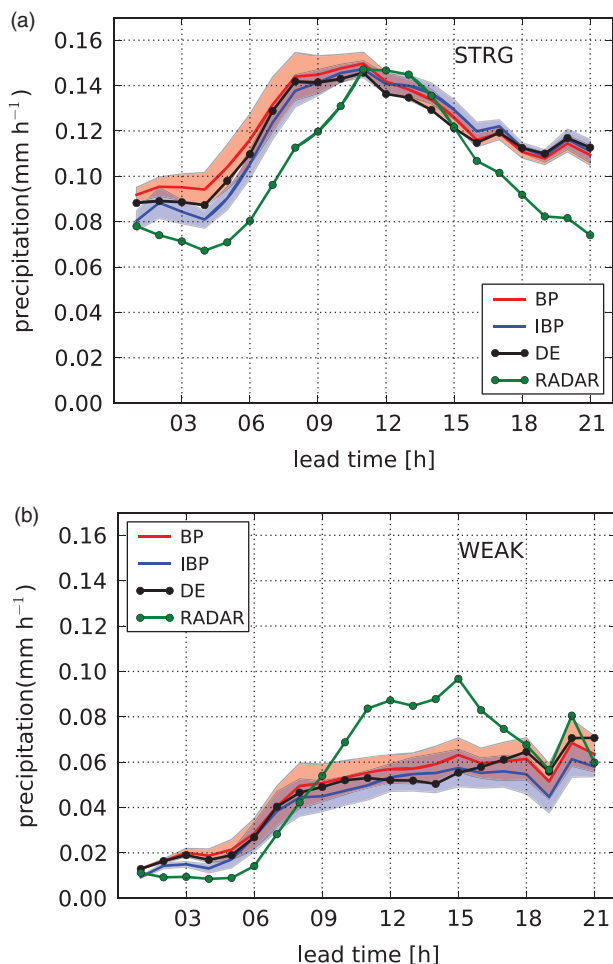 (a)
0.16
0.14
0.12
0.10
0.08
0.06
0.04
0.02
0.00
precipitation(mm h⁻¹)
STRG
BP
IBP
DE
RADAR
03 06 09 12 15 18 21
lead time [h]
(b)
0.16
0.14
0.12
0.10
0.08
0.06
0.04
0.02
0.00
precipitation(mm h⁻¹)
BP
IBP
DE
RADAR
WEAK
03 06 09 12 15 18 21
lead time [h]